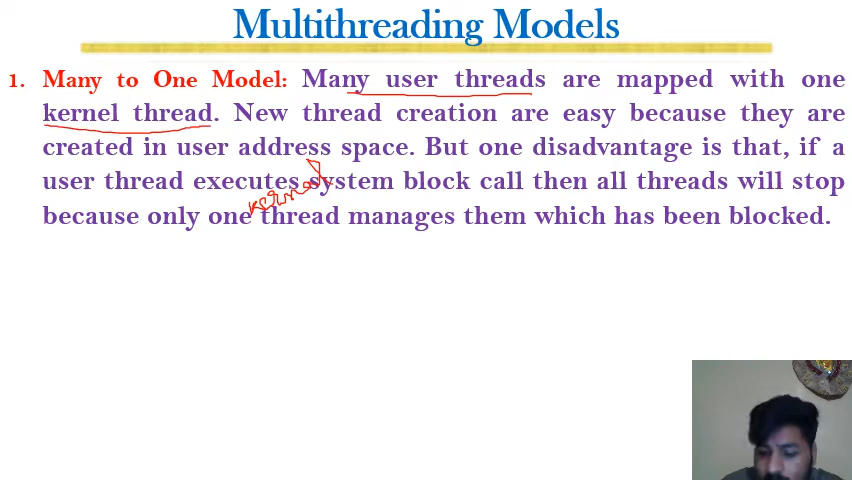 Multithreading Models
1. Many to One Model: Many user threads are mapped with one
kernel thread. New thread creation are easy because they are
created in user address space. But one disadvantage is that, if a
user thread executes system block call then all threads will stop
kernel
because only one thread manages them which has been blocked.